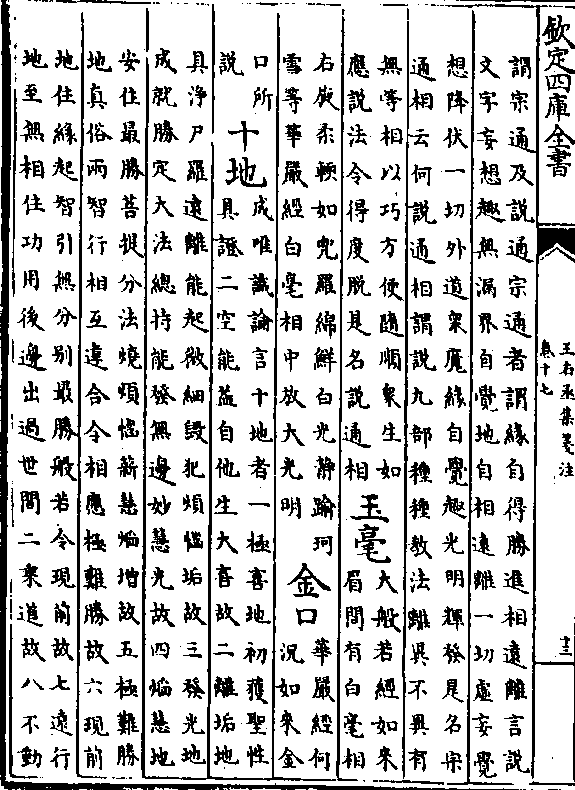 欽定四庫全書
王右丞集箋注
卷十七
十三
謂宗通及說通宗通者謂緣自得勝進相遠離言說
文字妄想趣無漏界自覺地自相遠離一切虛妄覺
想降伏一切外道衆魔緣自覺趣光明輝發是名宗
通相云何說通相謂說九部種種教法離異不異有
無等相以巧方便隨順衆生如
應說法令得度脫是名說通相
玉毫
大般若經如來
眉間有白毫相
右旋柔輭如兜羅綿鮮白光靜踰珂
雪等華嚴經白毫相中放大光明
金口
華嚴經何
況如來金
口所
說
十地
成唯識論言十地者一極喜地初獲聖性
具證二空能益自他生大喜故二離垢地
具淨尸羅遠離能起微細毀犯煩惱垢故三發光地
成就勝定大法總持能發無邊妙慧光故四燄慧地
安住最勝菩提分法燒煩惱薪慧燄增故五極難勝
地真俗兩智行相互違合令相應極難勝故六現前
地住緣起智引無分別最勝般若令現前故七遠行
地至無相住功用後邊出過世間二乘道故八不動